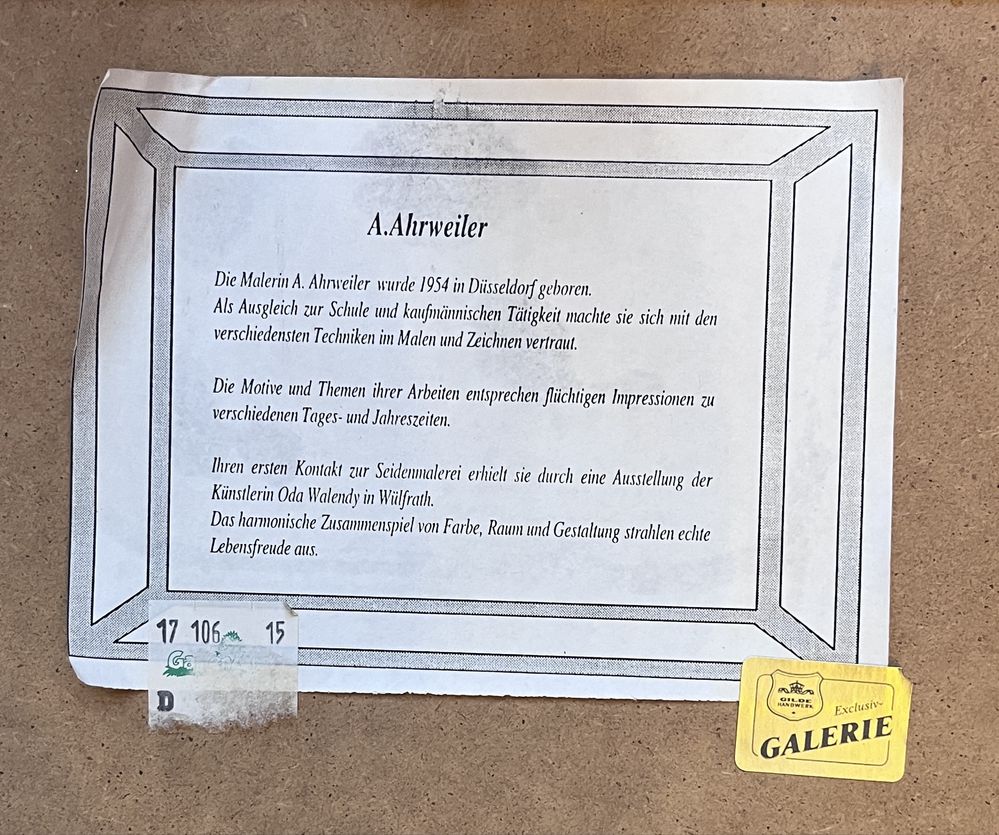 A.Ahrweiler
Die Malerin A. Ahrweiler wurde 1954 in Düsseldorf geboren.
Als Ausgleich zur Schule und kaufmännischen Tätigkeit machte sie sich mit den
verschiedensten Techniken im Malen und Zeichnen vertraut.
Die Motive und Themen ihrer Arbeiten entsprechen flüchtigen Impressionen zu
verschiedenen Tages- und Jahreszeiten.
Ihren ersten Kontakt zur Seidenmalerei erhielt sie durch eine Ausstellung der
Künstlerin Oda Walendy in Wülfrath.
Das harmonische Zusammenspiel von Farbe, Raum und Gestaltung strahlen echte
Lebensfreude aus.
17 106 15
D
GILDE
HANDWERK
Exclusiv-
GALERIE